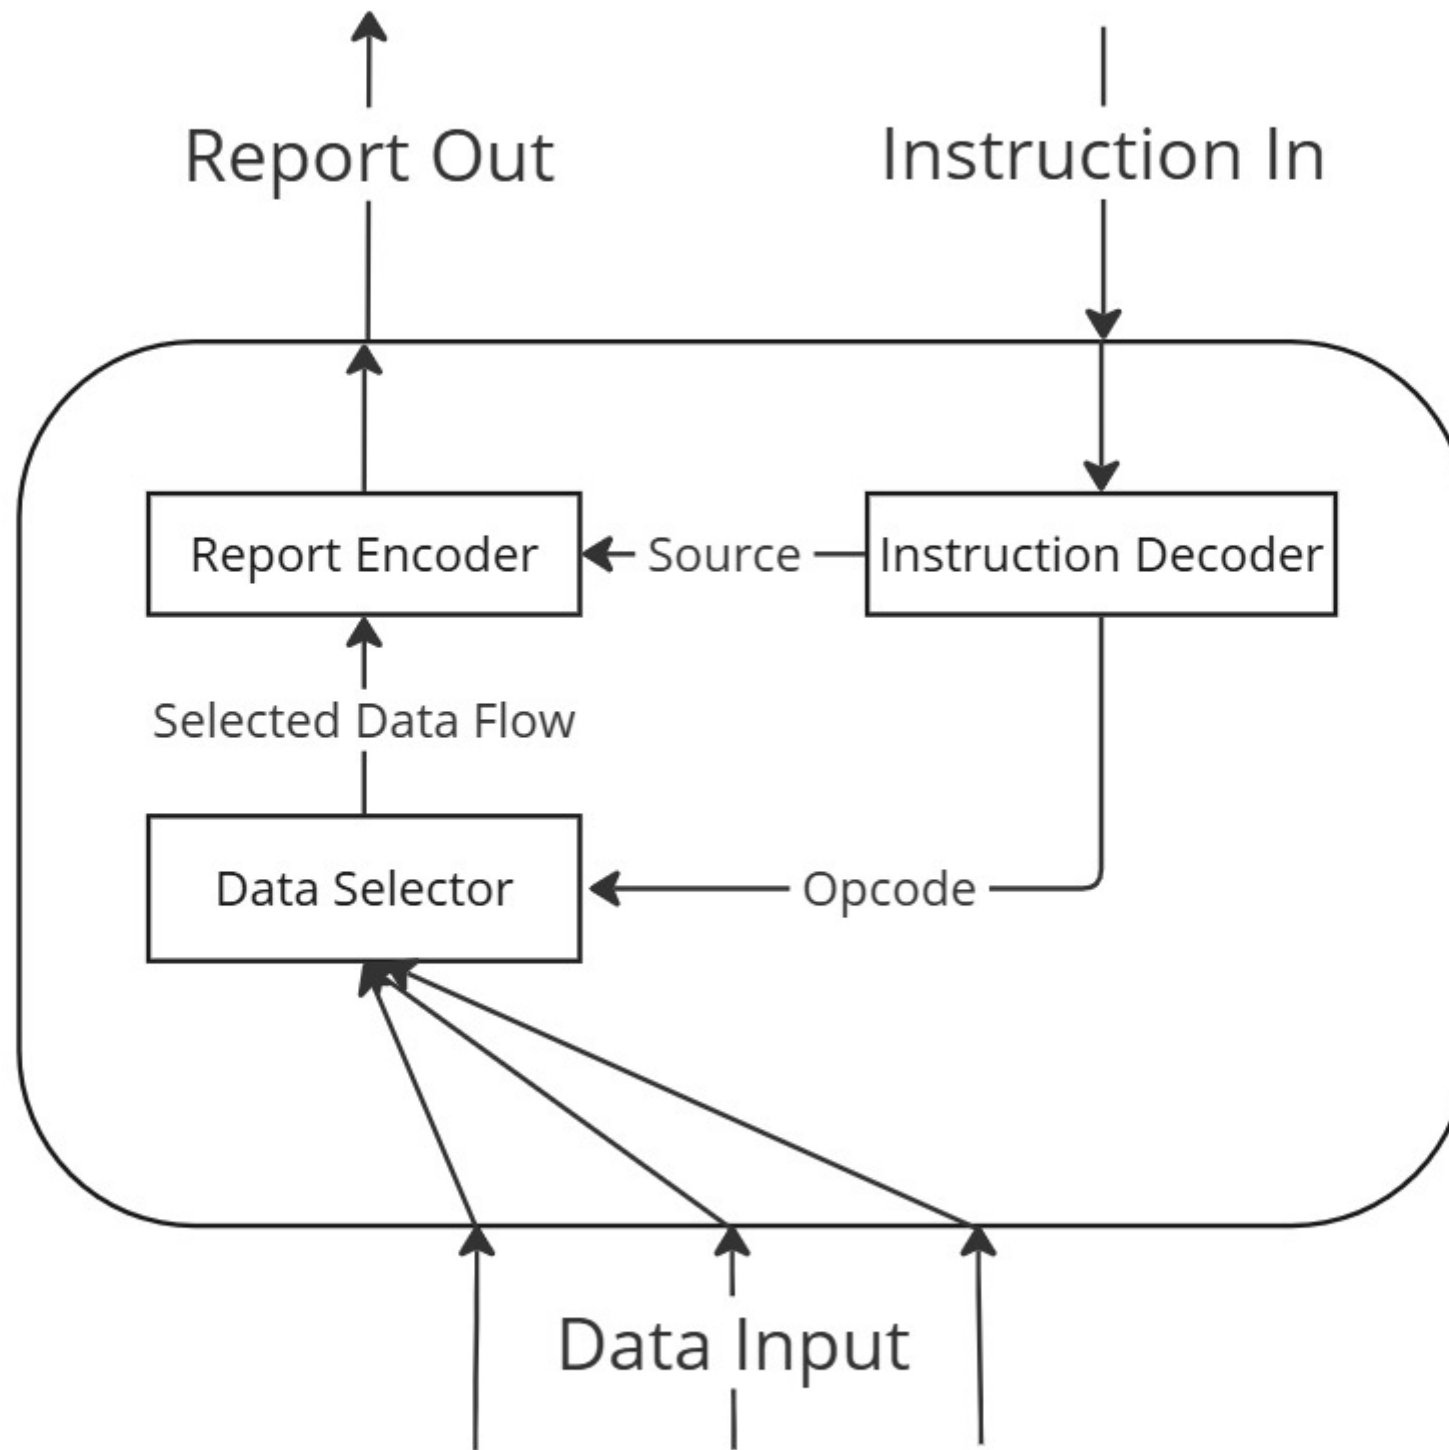 Report Out
Instruction In
Report Encoder
Source
Instruction Decoder
Selected Data Flow
Data Selector
Opcode
Data Input